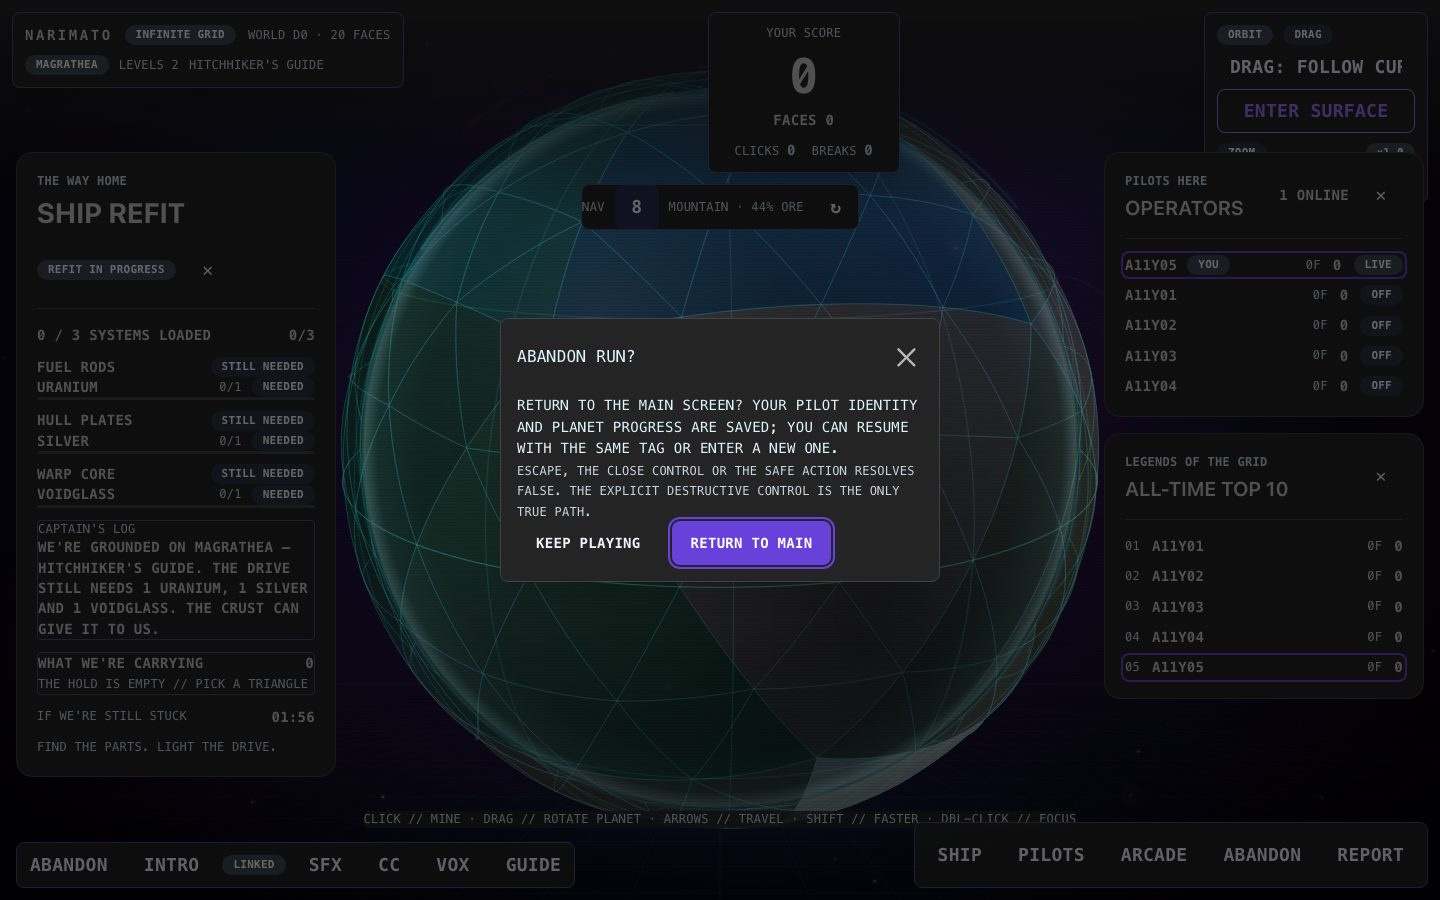 NARIMATO INFINITE GRID WORLD D0 · 20 FACES
MAGRATHEA LEVELS 2 HITCHHIKER'S GUIDE
YOUR SCORE
0
FACES 0
CLICKS 0 BREAKS 0
ORBIT DRAG
DRAG: FOLLOW
ENTER SURFACE
ZOOM ×1.0
NAV 8 MOUNTAIN · 44% ORE ↻
THE WAY HOME
SHIP REFIT
REFIT IN PROGRESS ×
0 / 3 SYSTEMS LOADED 0/3
FUEL RODS STILL NEEDED
URANIUM 0/1 NEEDED
HULL PLATES STILL NEEDED
SILVER 0/1 NEEDED
WARP CORE STILL NEEDED
VOIDGLASS 0/1 NEEDED
CAPTAIN'S LOG
WE'RE GROUNDED ON MAGRATHEA —
HITCHHIKER'S GUIDE. THE DRIVE
STILL NEEDS 1 URANIUM, 1 SILVER
AND 1 VOIDGLASS. THE CRUST CAN
GIVE IT TO US.
WHAT WE'RE CARRYING 0
THE HOLD IS EMPTY // PICK A TRIANGLE
IF WE'RE STILL STUCK 01:56
FIND THE PARTS. LIGHT THE DRIVE.
ABANDON RUN?
RETURN TO THE MAIN SCREEN? YOUR PILOT IDENTITY
AND PLANET PROGRESS ARE SAVED; YOU CAN RESUME
WITH THE SAME TAG OR ENTER A NEW ONE.
ESCAPE, THE CLOSE CONTROL OR THE SAFE ACTION RESOLVES
FALSE. THE EXPLICIT DESTRUCTIVE CONTROL IS THE ONLY
TRUE PATH.
KEEP PLAYING RETURN TO MAIN
PILOTS HERE
OPERATORS 1 ONLINE ×
A11Y05 YOU 0F 0 LIVE
A11Y01 0F 0 OFF
A11Y02 0F 0 OFF
A11Y03 0F 0 OFF
A11Y04 0F 0 OFF
LEGENDS OF THE GRID
ALL-TIME TOP 10 ×
01 A11Y01 0F 0
02 A11Y02 0F 0
03 A11Y03 0F 0
04 A11Y04 0F 0
05 A11Y05 0F 0
CLICK // MINE · DRAG // ROTATE PLANET · ARROWS // TRAVEL · SHIFT // FASTER · DBL-CLICK // FOCUS
ABANDON INTRO LINKED SFX CC VOX GUIDE
SHIP PILOTS ARCADE ABANDON REPORT